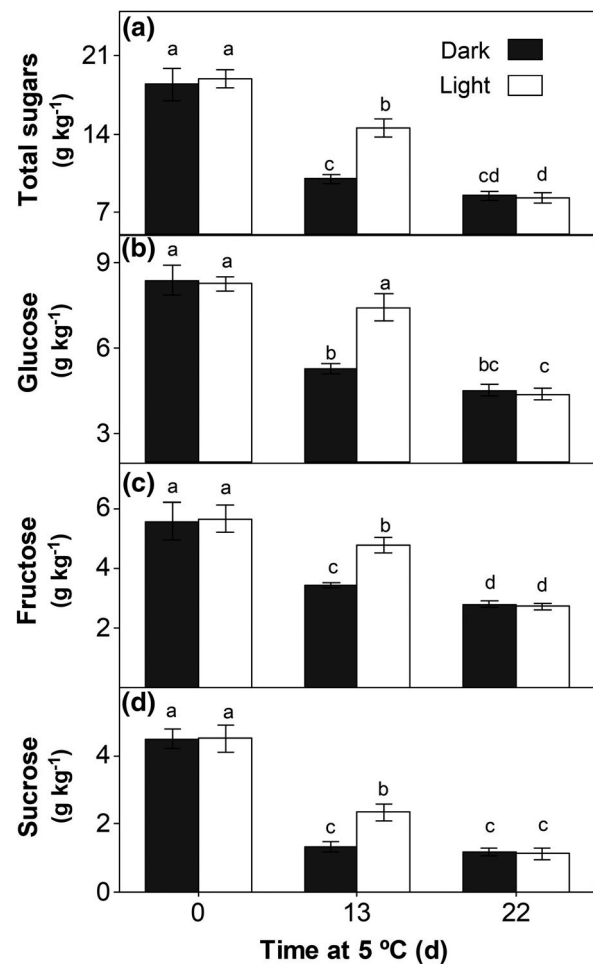 (a)
a a
21
Dark
Light
b
14
c
cd d
7
Total sugars
(g kg-1)
(b)
a a
9
a
6
b
bc c
3
Glucose
(g kg-1)
(c)
a a
6
b
4
c
d d
2
Fructose
(g kg-1)
(d)
a a
4
b
2
c
c c
0
Sucrose
(g kg-1)
0 13 22
Time at 5 ºC (d)